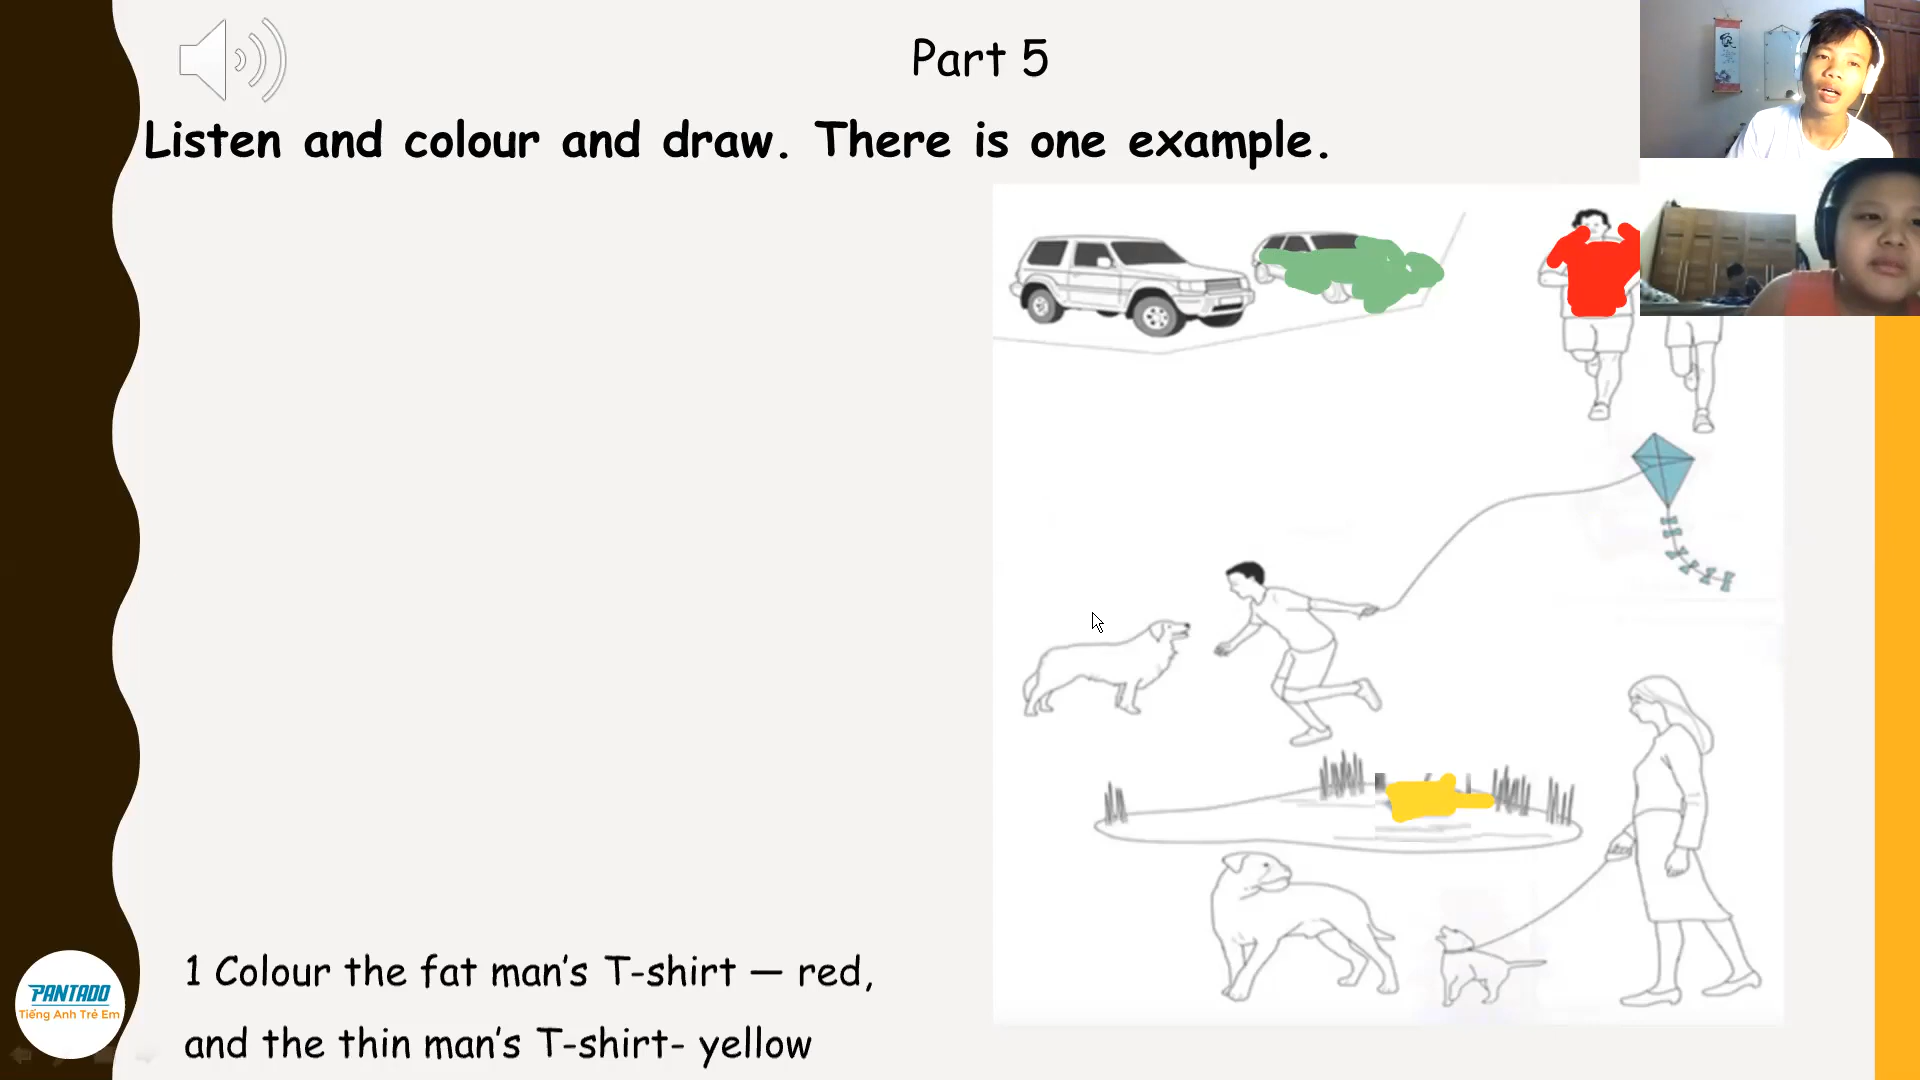 Part 5
Listen and colour and draw. There is one example.
1 Colour the fat man's T-shirt — red,
and the thin man's T-shirt- yellow
PANTADO
Tiếng Anh Trẻ Em